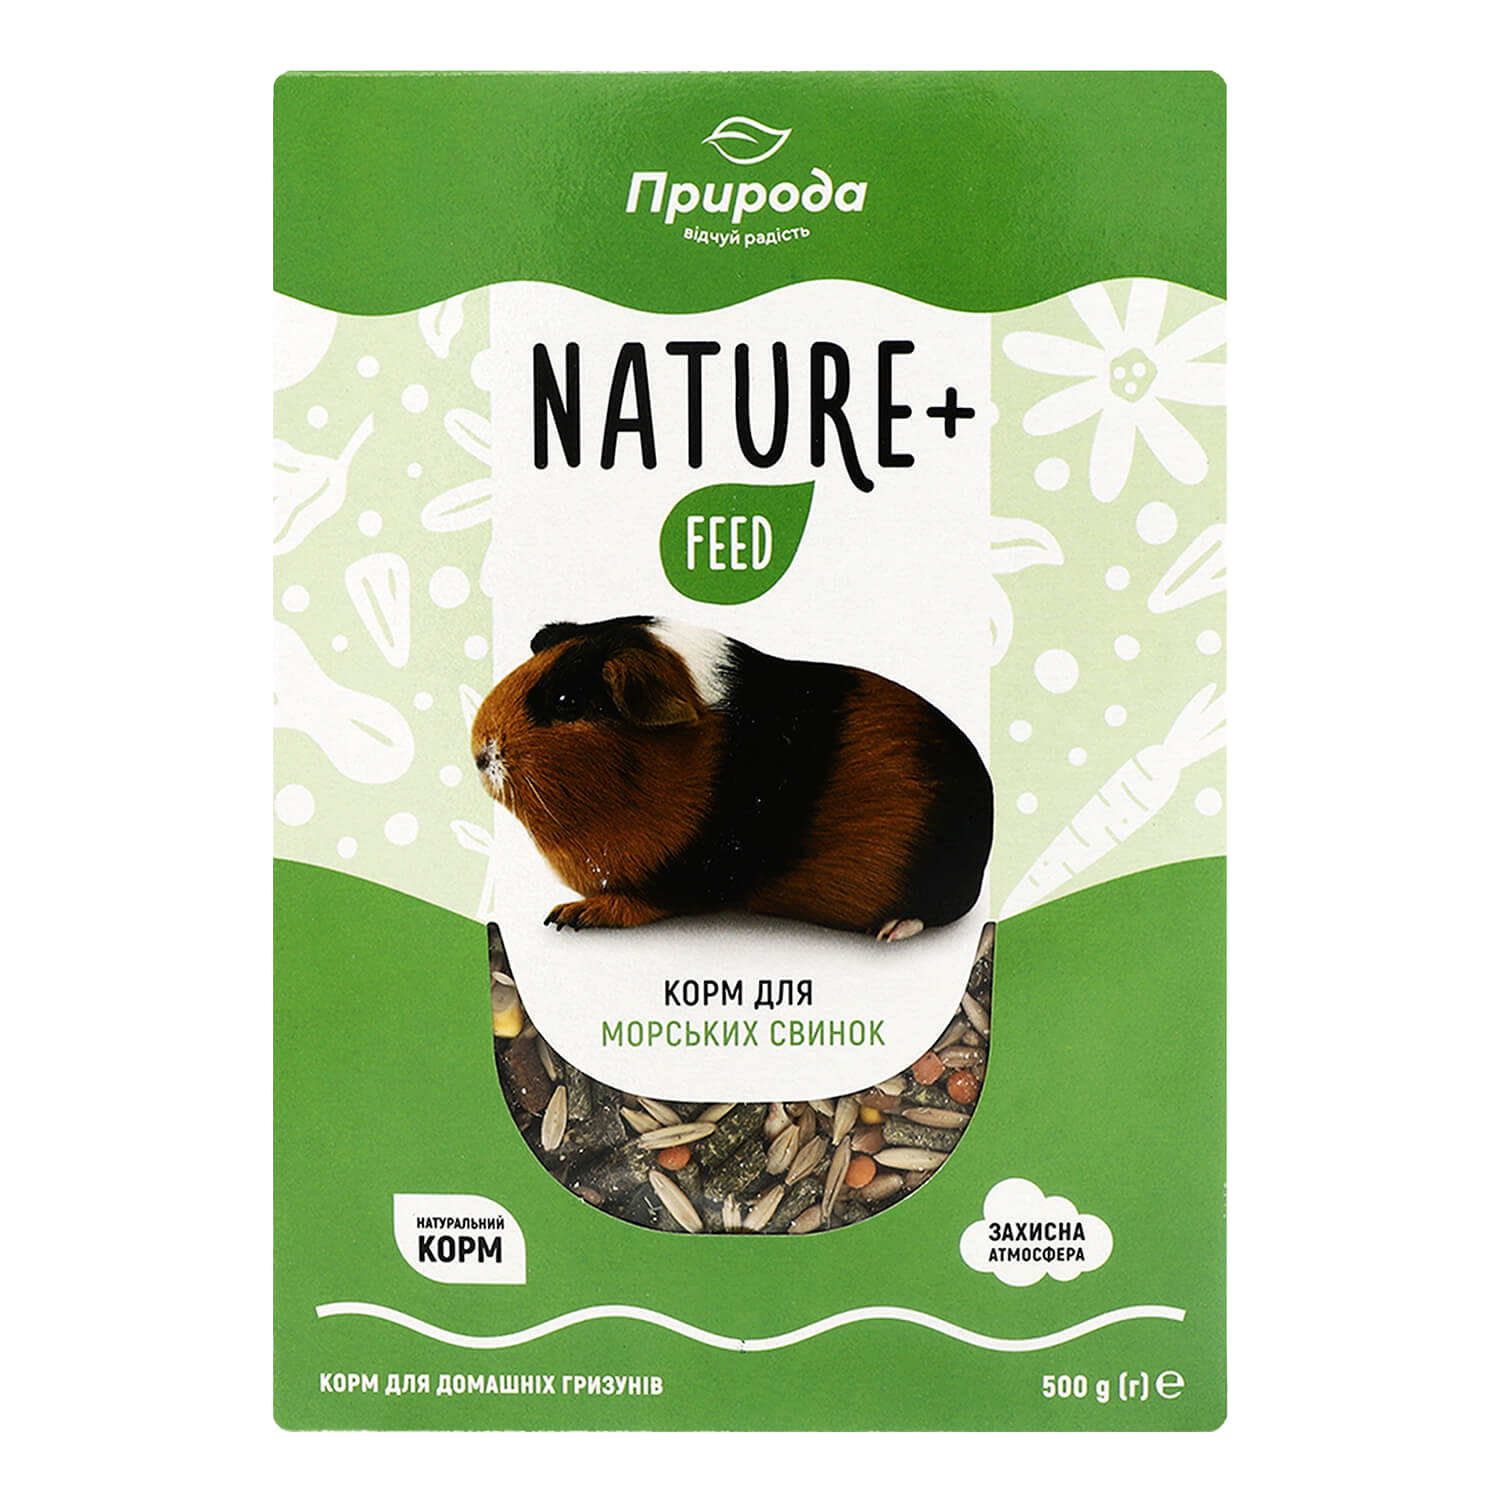 Природа
відчуй радість
NATURE+
FEED
КОРМ ДЛЯ
МОРСЬКИХ СВИНОК
НАТУРАЛЬНИЙ
КОРМ
ЗАХИСНА
АТМОСФЕРА
КОРМ ДЛЯ ДОМАШНІХ ГРИЗУНІВ
500 g (г) ℮